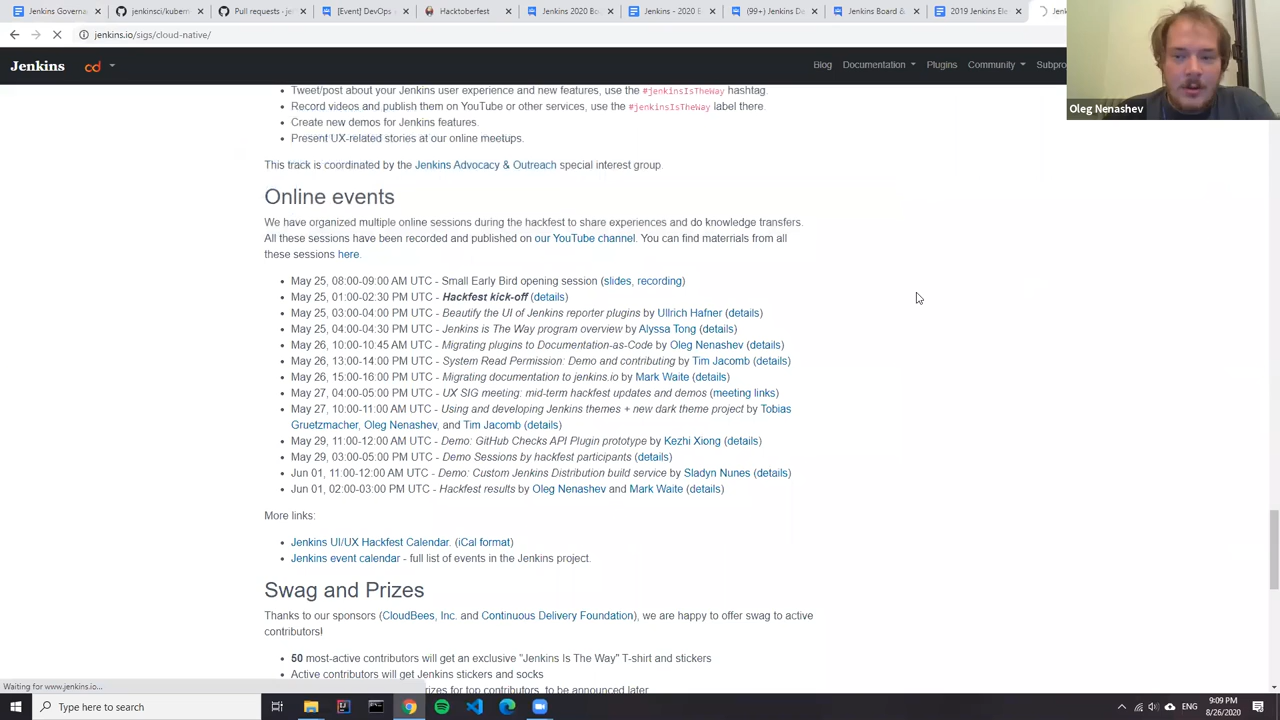 Jenkins Governa
jenkinsci/kubern
Pull requests · jen
[Event] DevOps
Hacktoberfest
Jenkins 2020 Bo
Jenkins - 2020 E
(99+) Jenkins De
Jenkins Board &
2019 Jenkins Ele
jenkins.io/sigs/cloud-native/
Jenkins cd Blog Documentation Plugins Community Subpro
Oleg Nenashev
Tweet/post about your Jenkins user experience and new features, use the #jenkinsIsTheWay hashtag.
Record videos and publish them on YouTube or other services, use the #jenkinsIsTheWay label there.
Create new demos for Jenkins features.
Present UX-related stories at our online meetups.
This track is coordinated by the Jenkins Advocacy & Outreach special interest group.
Online events
We have organized multiple online sessions during the hackfest to share experiences and do knowledge transfers.
All these sessions have been recorded and published on our YouTube channel. You can find materials from all
these sessions here.
May 25, 08:00-09:00 AM UTC - Small Early Bird opening session (slides, recording)
May 25, 01:00-02:30 PM UTC - Hackfest kick-off (details)
May 25, 03:00-04:00 PM UTC - Beautify the UI of Jenkins reporter plugins by Ullrich Hafner (details)
May 25, 04:00-04:30 PM UTC - Jenkins is The Way program overview by Alyssa Tong (details)
May 26, 10:00-10:45 AM UTC - Migrating plugins to Documentation-as-Code by Oleg Nenashev (details)
May 26, 13:00-14:00 PM UTC - System Read Permission: Demo and contributing by Tim Jacomb (details)
May 26, 15:00-16:00 PM UTC - Migrating documentation to jenkins.io by Mark Waite (details)
May 27, 04:00-05:00 PM UTC - UX SIG meeting: mid-term hackfest updates and demos (meeting links)
May 27, 10:00-11:00 AM UTC - Using and developing Jenkins themes + new dark theme project by Tobias
Gruetzmacher, Oleg Nenashev, and Tim Jacomb (details)
May 29, 11:00-12:00 AM UTC - Demo: GitHub Checks API Plugin prototype by Kezhi Xiong (details)
May 29, 03:00-05:00 PM UTC - Demo Sessions by hackfest participants (details)
Jun 01, 11:00-12:00 AM UTC - Demo: Custom Jenkins Distribution build service by Sladyn Nunes (details)
Jun 01, 02:00-03:00 PM UTC - Hackfest results by Oleg Nenashev and Mark Waite (details)
More links:
Jenkins UI/UX Hackfest Calendar. (iCal format)
Jenkins event calendar - full list of events in the Jenkins project.
Swag and Prizes
Thanks to our sponsors (CloudBees, Inc. and Continuous Delivery Foundation), we are happy to offer swag to active
contributors!
50 most-active contributors will get an exclusive "Jenkins Is The Way" T-shirt and stickers
Active contributors will get Jenkins stickers and socks
rizes for top contributors, to be announced later
Waiting for www.jenkins.io...
Type here to search
ENG
9:09 PM
8/26/2020